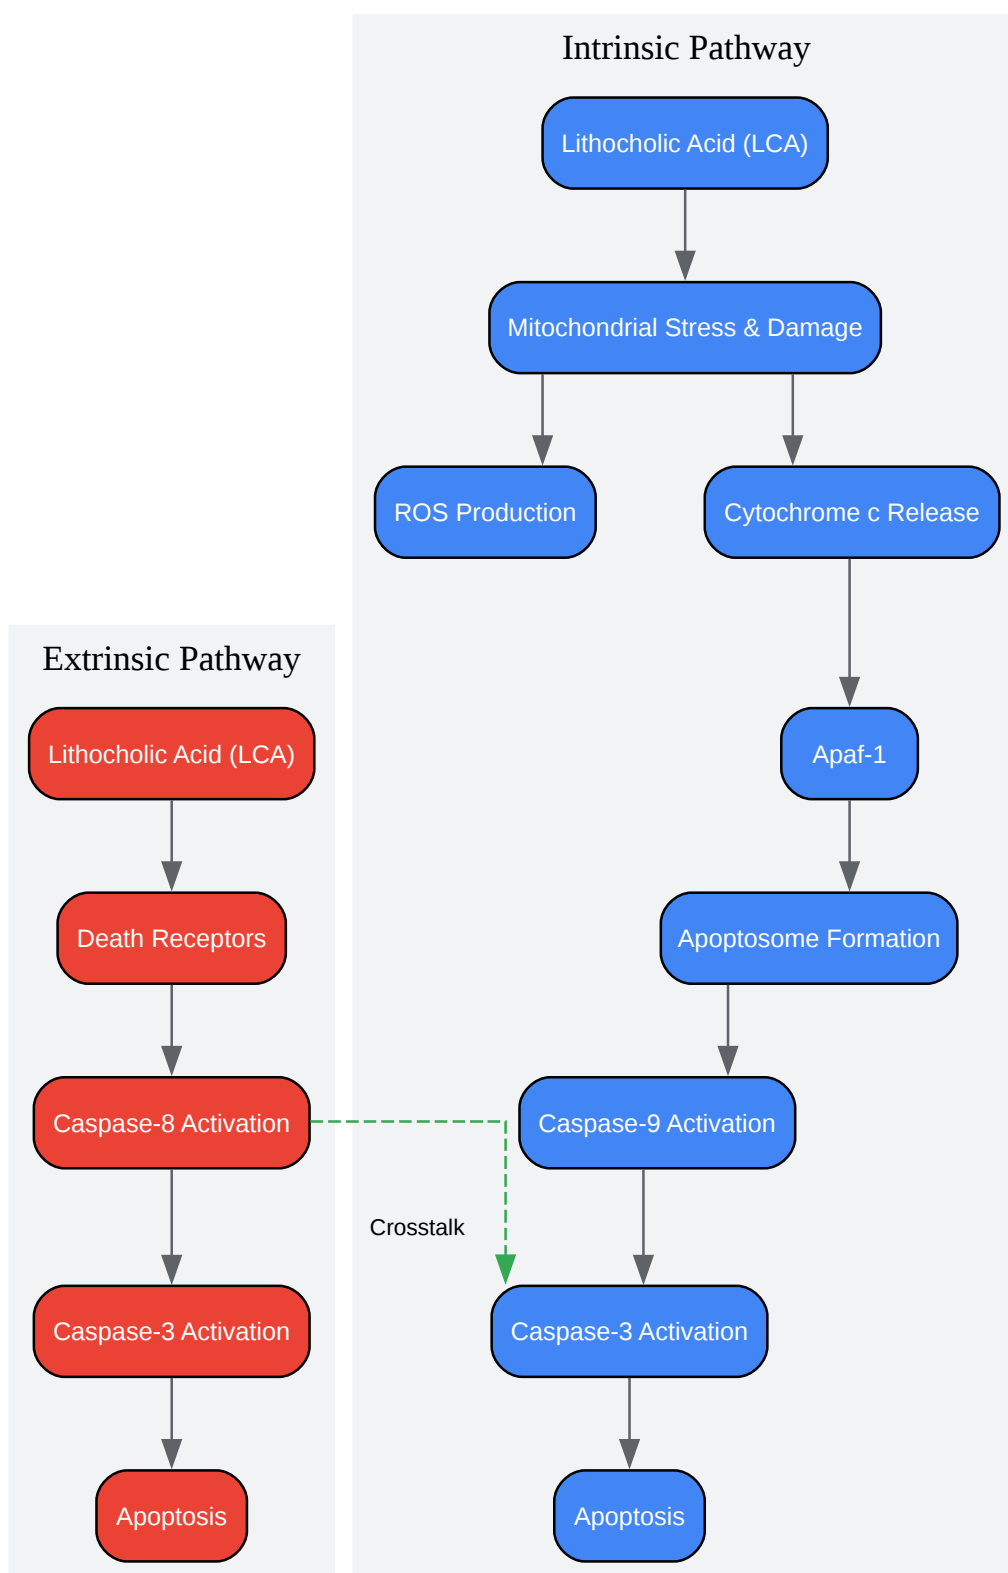 Intrinsic Pathway
Lithocholic Acid (LCA)
Mitochondrial Stress & Damage
ROS Production
Cytochrome c Release
Apaf-1
Apoptosome Formation
Caspase-9 Activation
Caspase-3 Activation
Apoptosis
Extrinsic Pathway
Lithocholic Acid (LCA)
Death Receptors
Caspase-8 Activation
Crosstalk
Caspase-3 Activation
Apoptosis